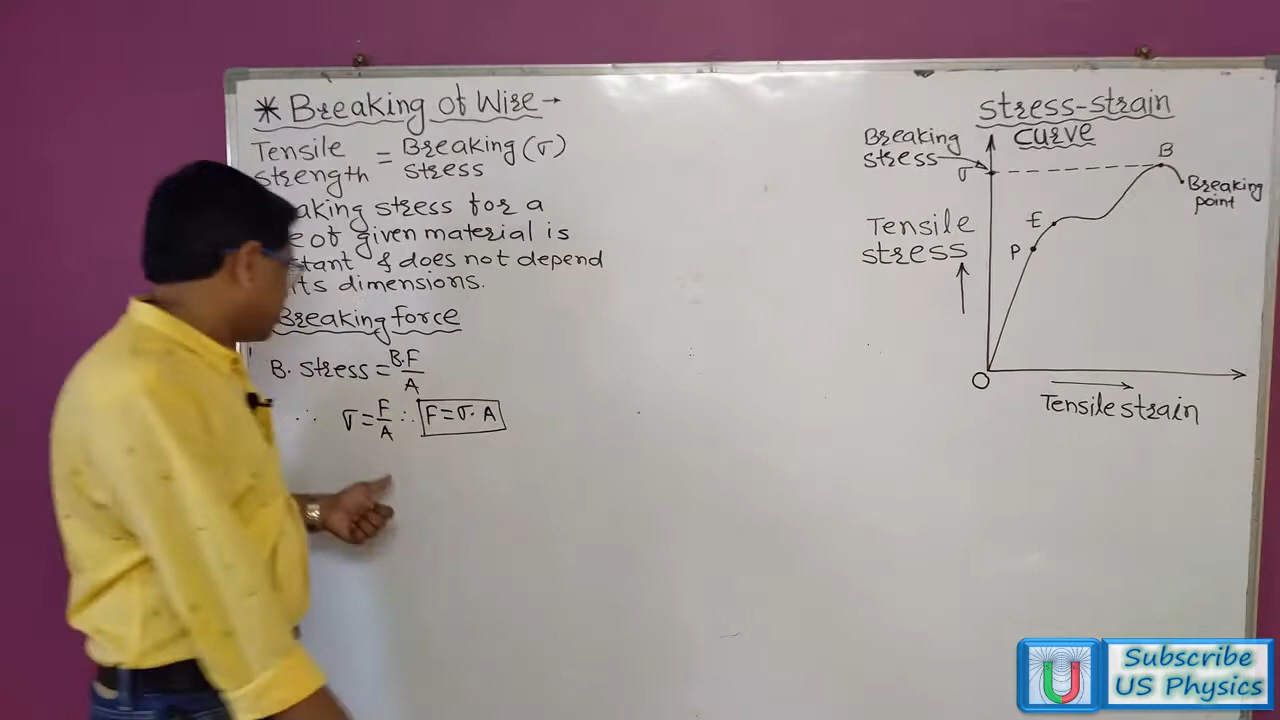 * Breaking of Wire →
Tensile strength = Breaking stress (σ)
aking stress for a
e of given material is
stant & does not depend
its dimensions.
Breaking force
B. stress = B.F / A
∴ σ = F / A ∴ F = σ. A
stress-strain
curve
Breaking
stress
σ
B
Breaking
point
E
P
Tensile
stress
O
Tensile strain
Subscribe
US Physics